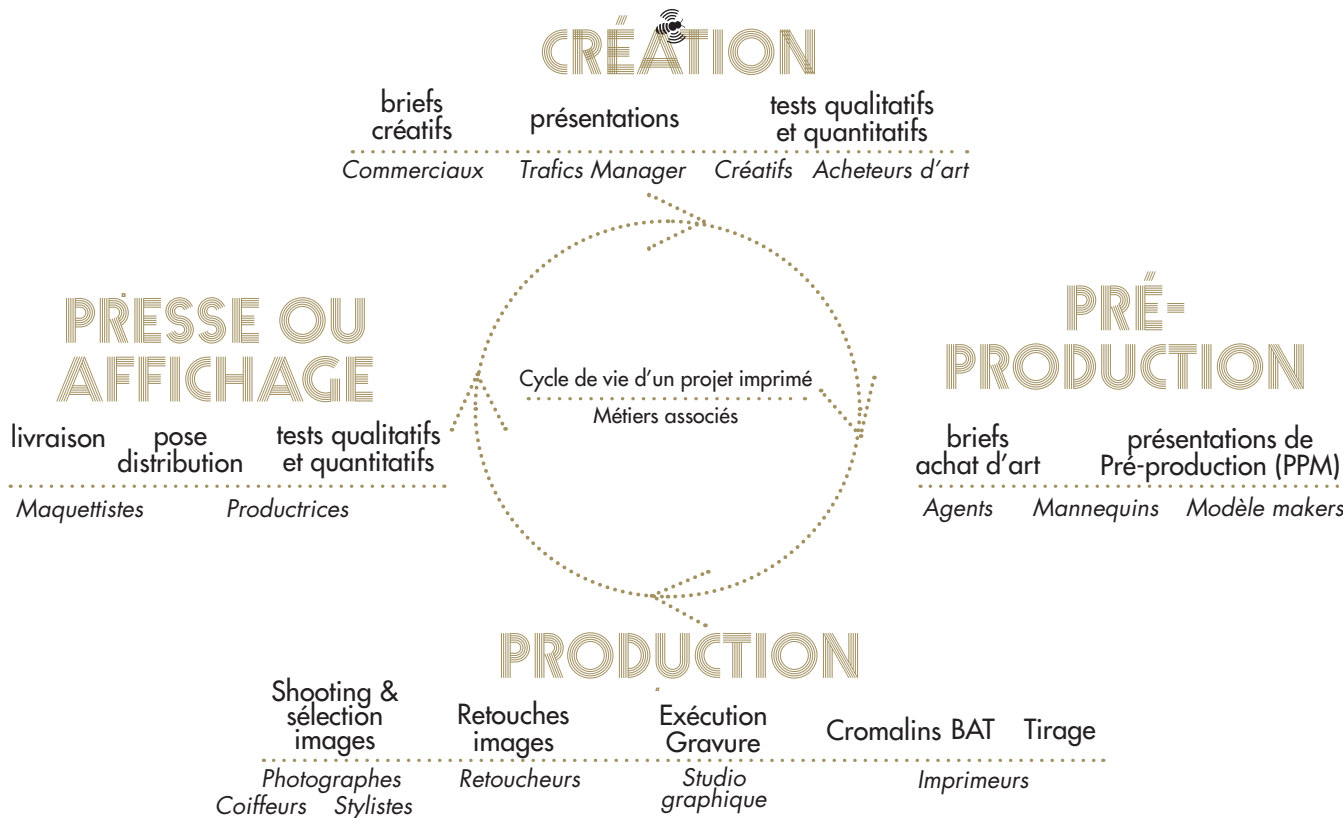 CRÉATION
briefs
créatifs
présentations
tests qualitatifs
et quantitatifs
Commerciaux Trafics Manager Créatifs Acheteurs d'art
PRESSE OU
AFFICHAGE
livraison
pose
distribution
tests qualitatifs
et quantitatifs
Maquettistes Productrices
Cycle de vie d'un projet imprimé
Métiers associés
PRÉ-
PRODUCTION
briefs
achat d'art
présentations de
Pré-production (PPM)
Agents Mannequins Modèle makers
PRODUCTION
Shooting &
sélection
images
Retouches
images
Exécution
Gravure
Cromalins BAT Tirage
Photographes
Coiffeurs Stylistes
Retoucheurs
Studio
graphique
Imprimeurs